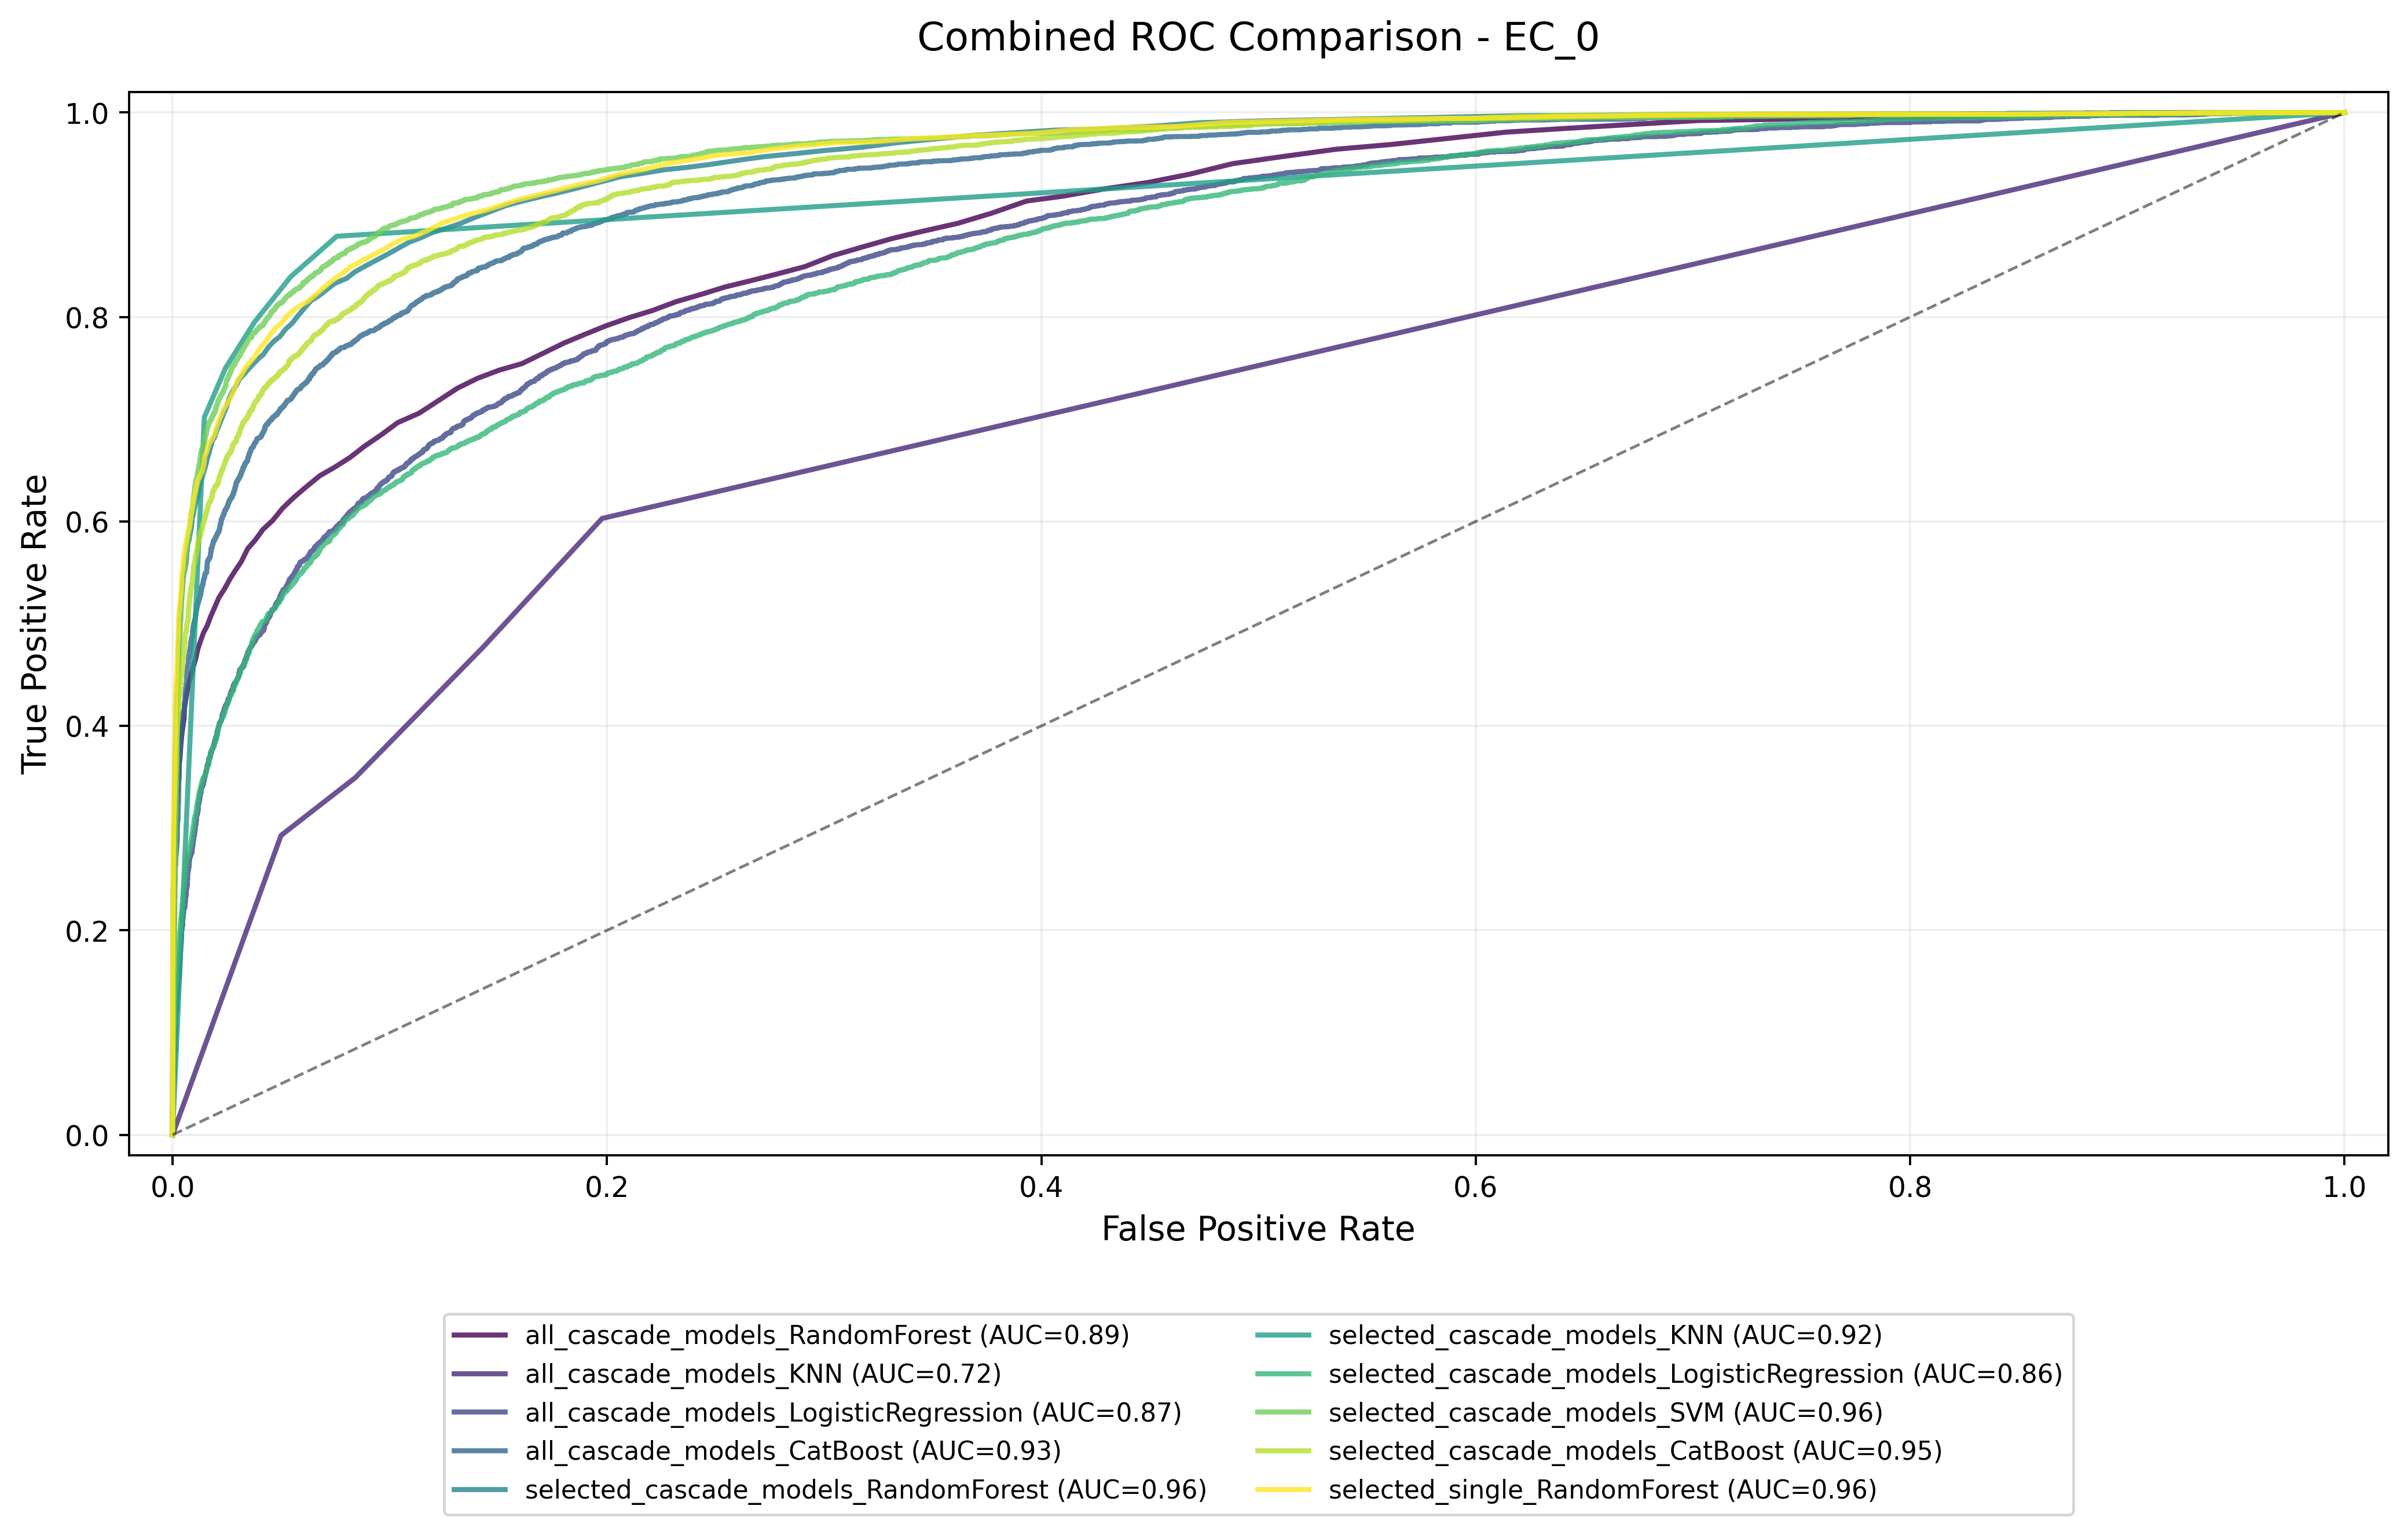 Combined ROC Comparison - EC_0
1.0
0.8
0.6
0.4
0.2
0.0
True Positive Rate
0.0 0.2 0.4 0.6 0.8 1.0
False Positive Rate
all_cascade_models_RandomForest (AUC=0.89)
all_cascade_models_KNN (AUC=0.72)
all_cascade_models_LogisticRegression (AUC=0.87)
all_cascade_models_CatBoost (AUC=0.93)
selected_cascade_models_RandomForest (AUC=0.96)
selected_cascade_models_KNN (AUC=0.92)
selected_cascade_models_LogisticRegression (AUC=0.86)
selected_cascade_models_SVM (AUC=0.96)
selected_cascade_models_CatBoost (AUC=0.95)
selected_single_RandomForest (AUC=0.96)